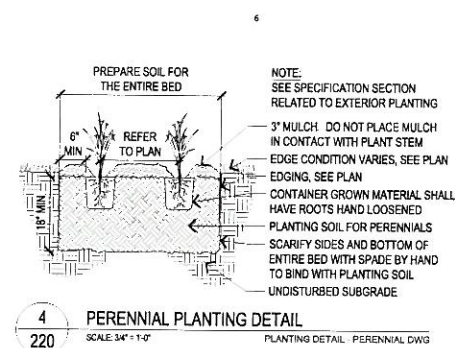 6
PREPARE SOIL FOR
THE ENTIRE BED
6"
MIN
REFER
TO PLAN
18" MIN
NOTE:
SEE SPECIFICATION SECTION
RELATED TO EXTERIOR PLANTING
3" MULCH. DO NOT PLACE MULCH
IN CONTACT WITH PLANT STEM
EDGE CONDITION VARIES, SEE PLAN
EDGING, SEE PLAN
CONTAINER GROWN MATERIAL SHALL
HAVE ROOTS HAND LOOSENED
PLANTING SOIL FOR PERENNIALS
SCARIFY SIDES AND BOTTOM OF
ENTIRE BED WITH SPADE BY HAND
TO BIND WITH PLANTING SOIL
UNDISTURBED SUBGRADE
4
220
PERENNIAL PLANTING DETAIL
SCALE: 3/4" = 1'-0"
PLANTING DETAIL - PERENNIAL DWG